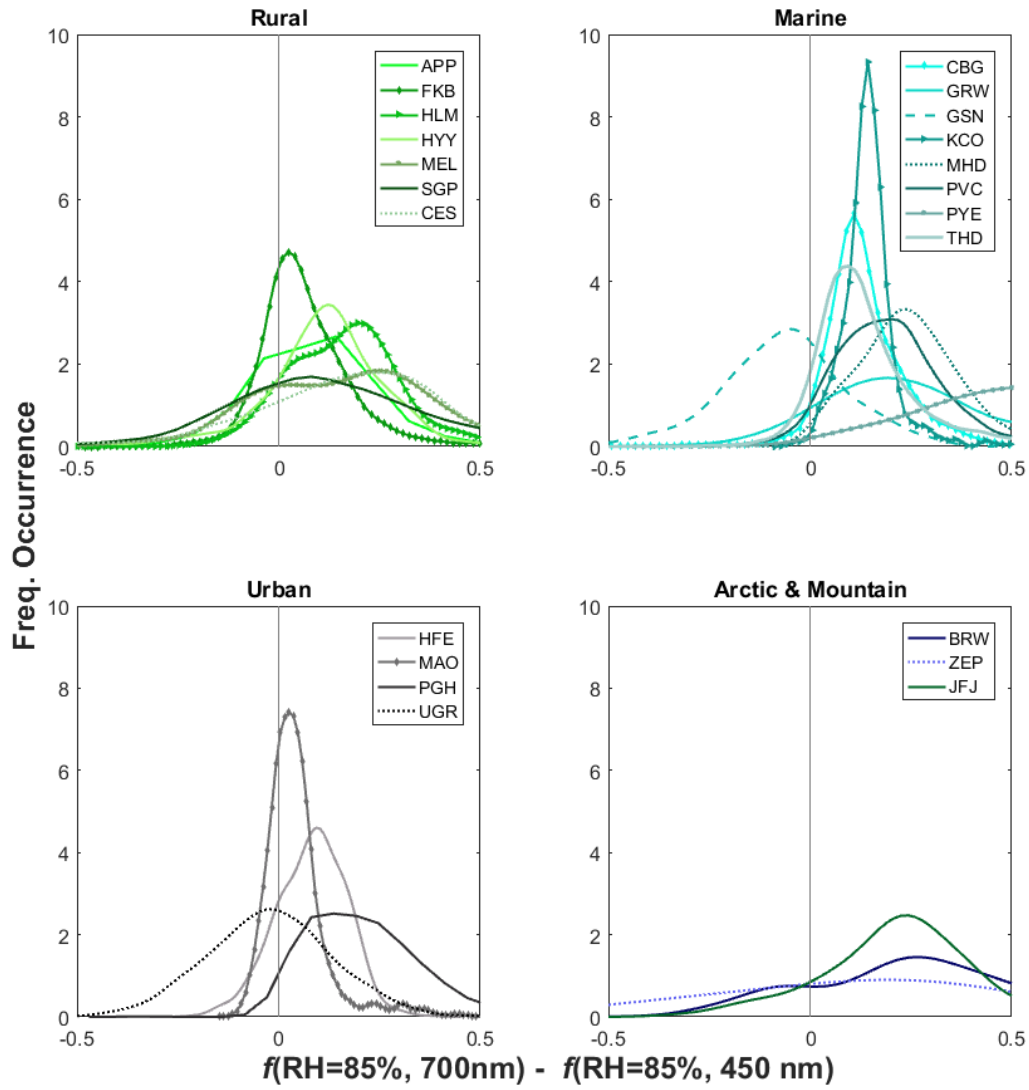 Rural
10
8
6
4
2
0
-0.5
0
0.5
APP
FKB
HLM
HYY
MEL
SGP
CES
Marine
10
8
6
4
2
0
-0.5
0
0.5
CBG
GRW
GSN
KCO
MHD
PVC
PYE
THD
Freq. Occurrence
Urban
10
8
6
4
2
0
-0.5
0
0.5
HFE
MAO
PGH
UGR
Arctic & Mountain
10
8
6
4
2
0
-0.5
0
0.5
BRW
ZEP
JFJ
f(RH=85%, 700nm) - f(RH=85%, 450 nm)